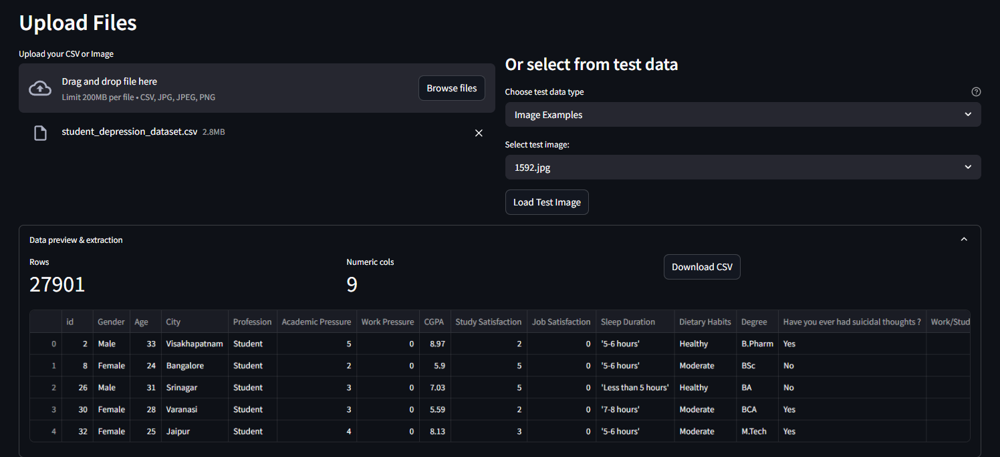 Upload Files
Upload your CSV or Image
Drag and drop file here
Limit 200MB per file • CSV, JPG, JPEG, PNG
Browse files
student_depression_dataset.csv 2.8MB
Or select from test data
Choose test data type
Image Examples
Select test image:
1592.jpg
Load Test Image
Data preview & extraction
Rows
27901
Numeric cols
9
Download CSV
id Gender Age City Profession Academic Pressure Work Pressure CGPA Study Satisfaction Job Satisfaction Sleep Duration Dietary Habits Degree Have you ever had suicidal thoughts ? Work/Stud
0 2 Male 33 Visakhapatnam Student 5 0 8.97 2 0 '5-6 hours' Healthy B.Pharm Yes
1 8 Female 24 Bangalore Student 2 0 5.9 5 0 '5-6 hours' Moderate BSc No
2 26 Male 31 Srinagar Student 3 0 7.03 5 0 'Less than 5 hours' Healthy BA No
3 30 Female 28 Varanasi Student 3 0 5.59 2 0 '7-8 hours' Moderate BCA Yes
4 32 Female 25 Jaipur Student 4 0 8.13 3 0 '5-6 hours' Moderate M.Tech Yes